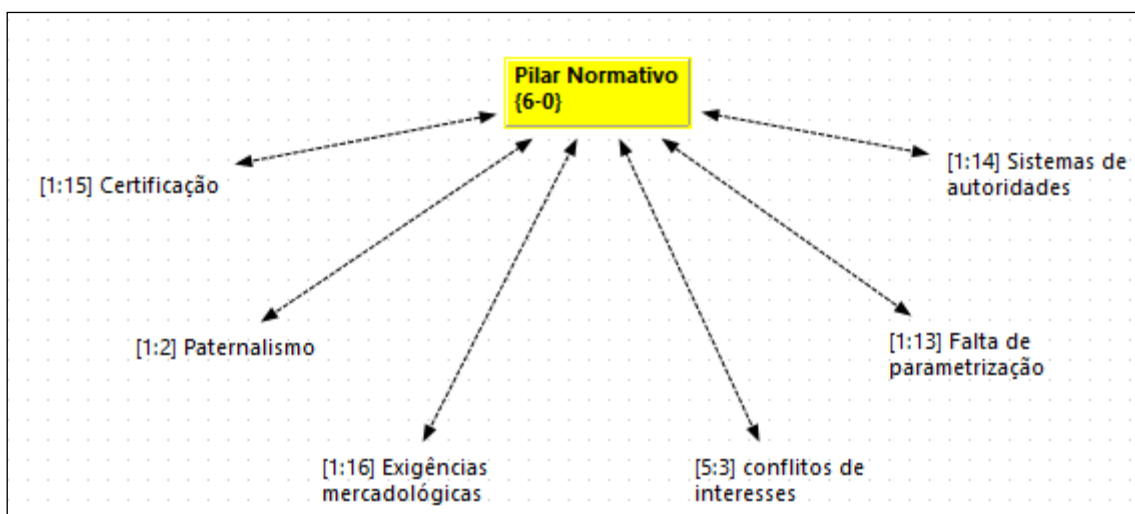 Pilar Normativo
{6-0}
[1:15] Certificação
[1:14] Sistemas de
autoridades
[1:2] Paternalismo
[1:13] Falta de
parametrização
[1:16] Exigências
mercadológicas
[5:3] conflitos de
interesses